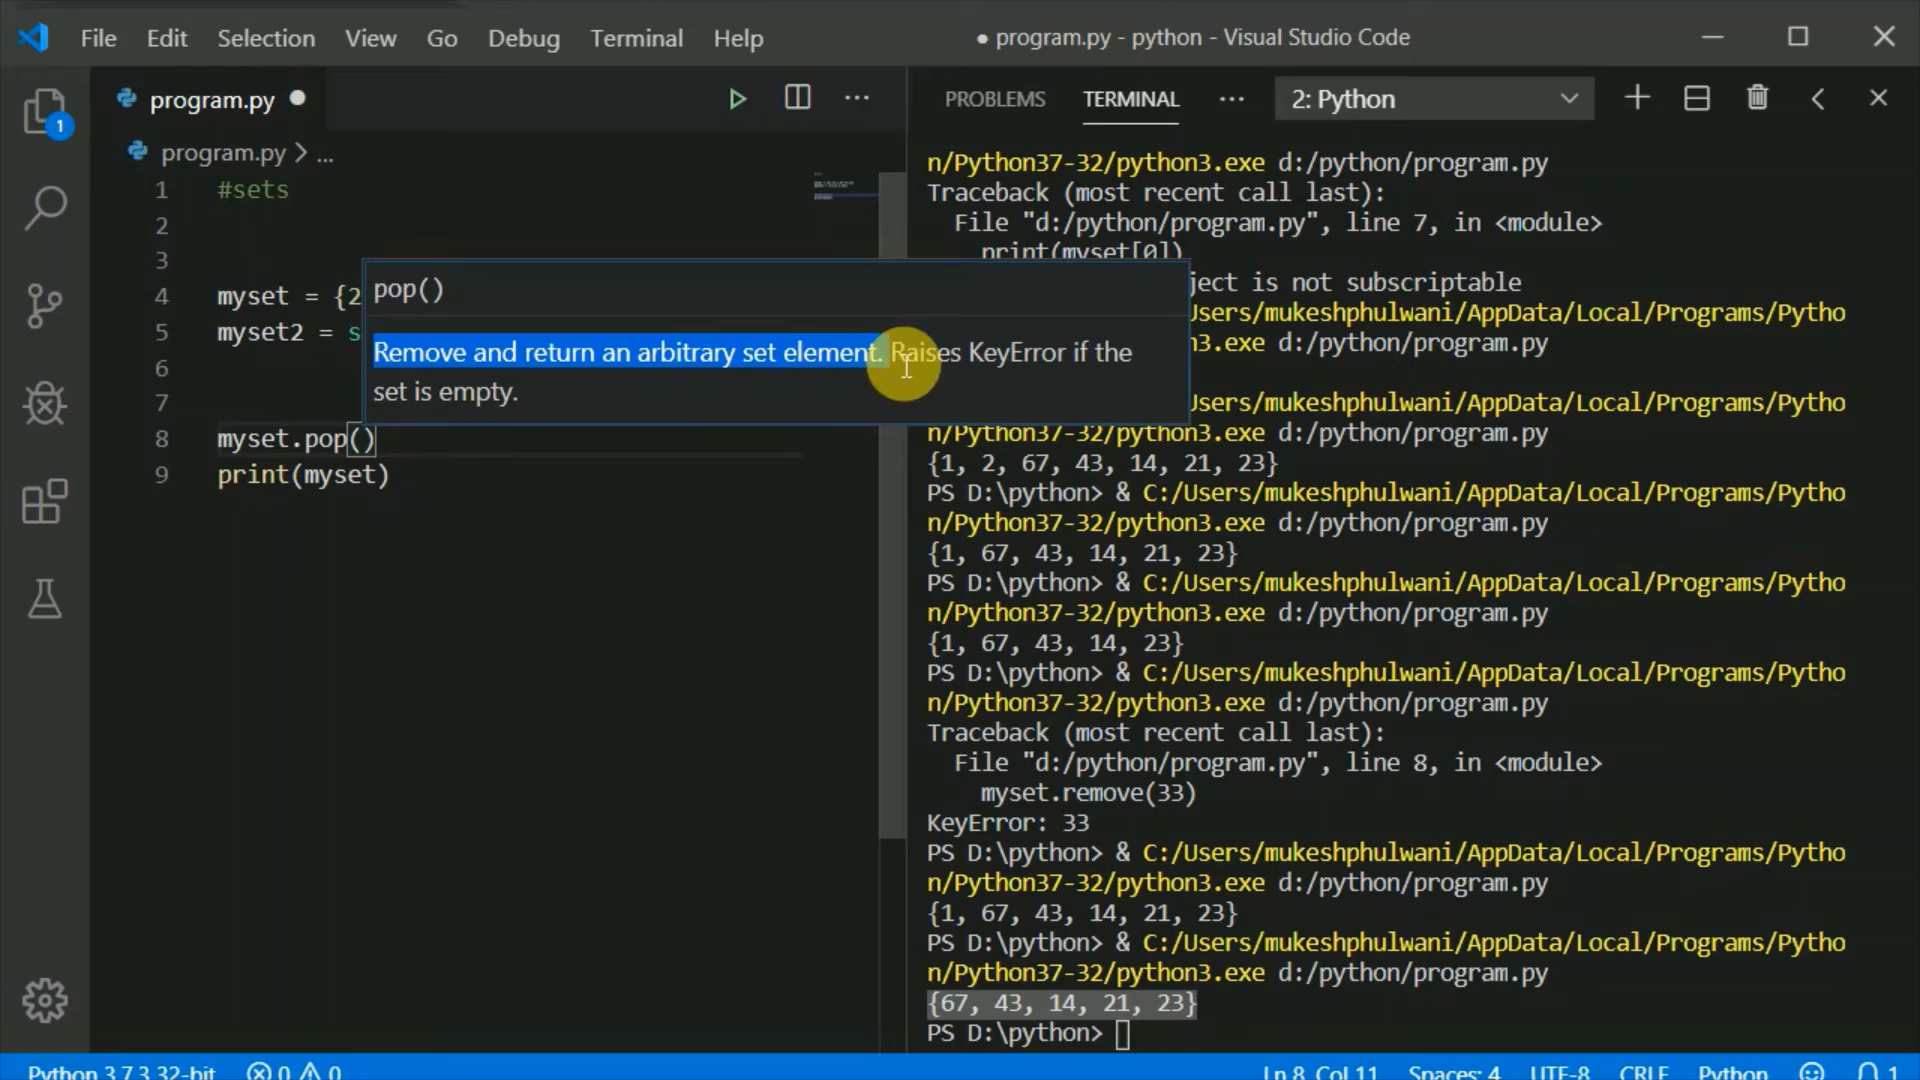 File Edit Selection View Go Debug Terminal Help
● program.py - python - Visual Studio Code
program.py
program.py > ...
1 #sets
2
3
4 myset = {2
5 myset2 = s
6
7
8 myset.pop()
9 print(myset)
pop()
Remove and return an arbitrary set element. Raises KeyError if the
set is empty.
1
PROBLEMS TERMINAL ... 2: Python
n/Python37-32/python3.exe d:/python/program.py
Traceback (most recent call last):
File "d:/python/program.py", line 7, in <module>
print(myset[0])
ject is not subscriptable
Users/mukeshphulwani/AppData/Local/Programs/Pytho
n3.exe d:/python/program.py
Users/mukeshphulwani/AppData/Local/Programs/Pytho
n/Python37-32/python3.exe d:/python/program.py
{1, 2, 67, 43, 14, 21, 23}
PS D:\python> & C:/Users/mukeshphulwani/AppData/Local/Programs/Pytho
n/Python37-32/python3.exe d:/python/program.py
{1, 67, 43, 14, 21, 23}
PS D:\python> & C:/Users/mukeshphulwani/AppData/Local/Programs/Pytho
n/Python37-32/python3.exe d:/python/program.py
{1, 67, 43, 14, 23}
PS D:\python> & C:/Users/mukeshphulwani/AppData/Local/Programs/Pytho
n/Python37-32/python3.exe d:/python/program.py
Traceback (most recent call last):
File "d:/python/program.py", line 8, in <module>
myset.remove(33)
KeyError: 33
PS D:\python> & C:/Users/mukeshphulwani/AppData/Local/Programs/Pytho
n/Python37-32/python3.exe d:/python/program.py
{1, 67, 43, 14, 21, 23}
PS D:\python> & C:/Users/mukeshphulwani/AppData/Local/Programs/Pytho
n/Python37-32/python3.exe d:/python/program.py
{67, 43, 14, 21, 23}
PS D:\python>
Python 3.7.3 32-bit 0 0 Ln 8, Col 11 Spaces: 4 UTF-8 CRLF Python 1